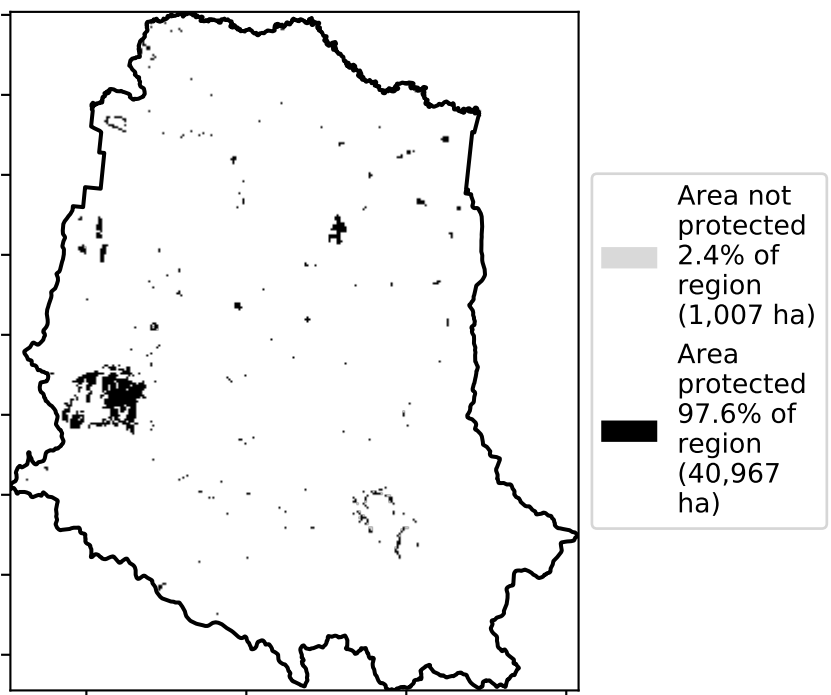 Area not
protected
2.4% of
region
(1,007 ha)
Area
protected
97.6% of
region
(40,967
ha)